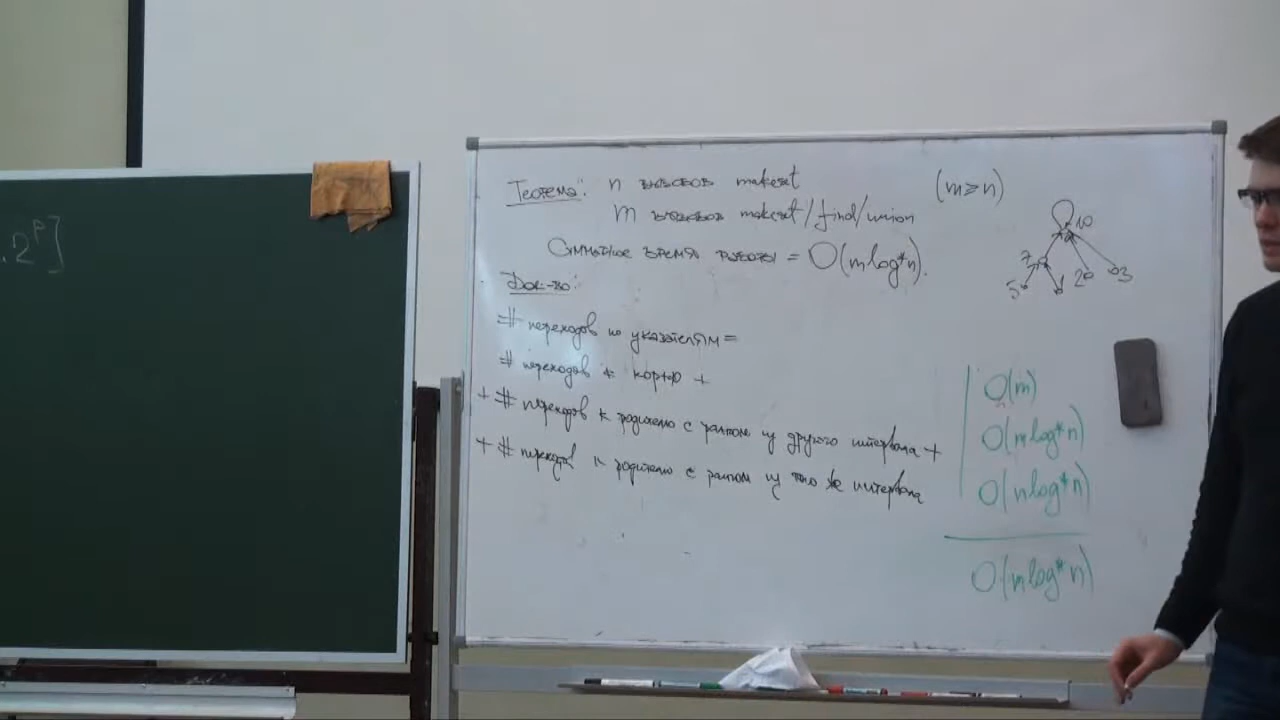 .2^p]
Теорема: n вызовов makeset (m≥n)
m вызовов makeset/find/union
Суммарное время работы = O(m log* n).
Док-во:
# переходов по указателям =
# переходов к корню +
+ # переходов к родителю с рангом из другого интервала +
+ # переходов к родителю с рангом из того же интервала
10
7
5 1 2 3
O(m)
O(m log* n)
O(n log* n)
O(m log* n)